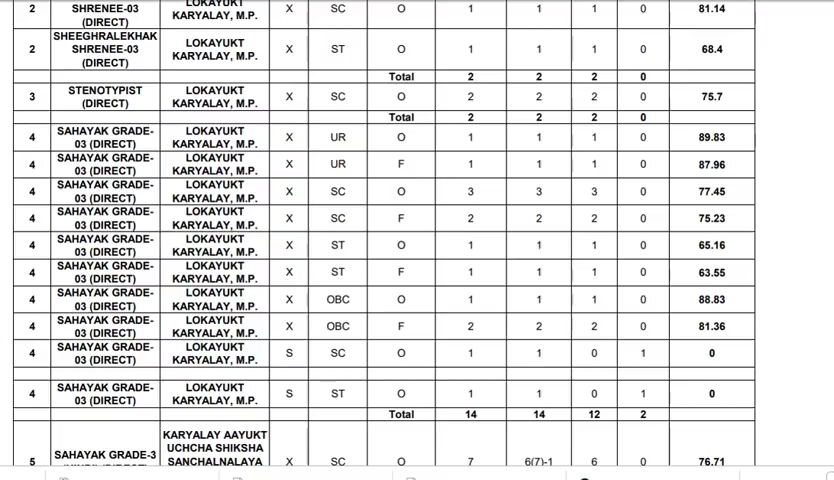 2 SHRENEE-03 (DIRECT) LOKAYUKT KARYALAY, M.P. X SC O 1 1 1 0 81.14
2 SHEEGHRALEKHAK SHRENEE-03 (DIRECT) LOKAYUKT KARYALAY, M.P. X ST O 1 1 1 0 68.4
Total 2 2 2 0
3 STENOTYPIST (DIRECT) LOKAYUKT KARYALAY, M.P. X SC O 2 2 2 0 75.7
Total 2 2 2 0
4 SAHAYAK GRADE-03 (DIRECT) LOKAYUKT KARYALAY, M.P. X UR O 1 1 1 0 89.83
4 SAHAYAK GRADE-03 (DIRECT) LOKAYUKT KARYALAY, M.P. X UR F 1 1 1 0 87.96
4 SAHAYAK GRADE-03 (DIRECT) LOKAYUKT KARYALAY, M.P. X SC O 3 3 3 0 77.45
4 SAHAYAK GRADE-03 (DIRECT) LOKAYUKT KARYALAY, M.P. X SC F 2 2 2 0 75.23
4 SAHAYAK GRADE-03 (DIRECT) LOKAYUKT KARYALAY, M.P. X ST O 1 1 1 0 65.16
4 SAHAYAK GRADE-03 (DIRECT) LOKAYUKT KARYALAY, M.P. X ST F 1 1 1 0 63.55
4 SAHAYAK GRADE-03 (DIRECT) LOKAYUKT KARYALAY, M.P. X OBC O 1 1 1 0 88.83
4 SAHAYAK GRADE-03 (DIRECT) LOKAYUKT KARYALAY, M.P. X OBC F 2 2 2 0 81.36
4 SAHAYAK GRADE-03 (DIRECT) LOKAYUKT KARYALAY, M.P. S SC O 1 1 0 1 0
4 SAHAYAK GRADE-03 (DIRECT) LOKAYUKT KARYALAY, M.P. S ST O 1 1 0 1 0
Total 14 14 12 2
5 SAHAYAK GRADE-3 KARYALAY AAYUKT UCHCHA SHIKSHA SANCHALNALAYA X SC O 7 6(7)-1 6 0 76.71